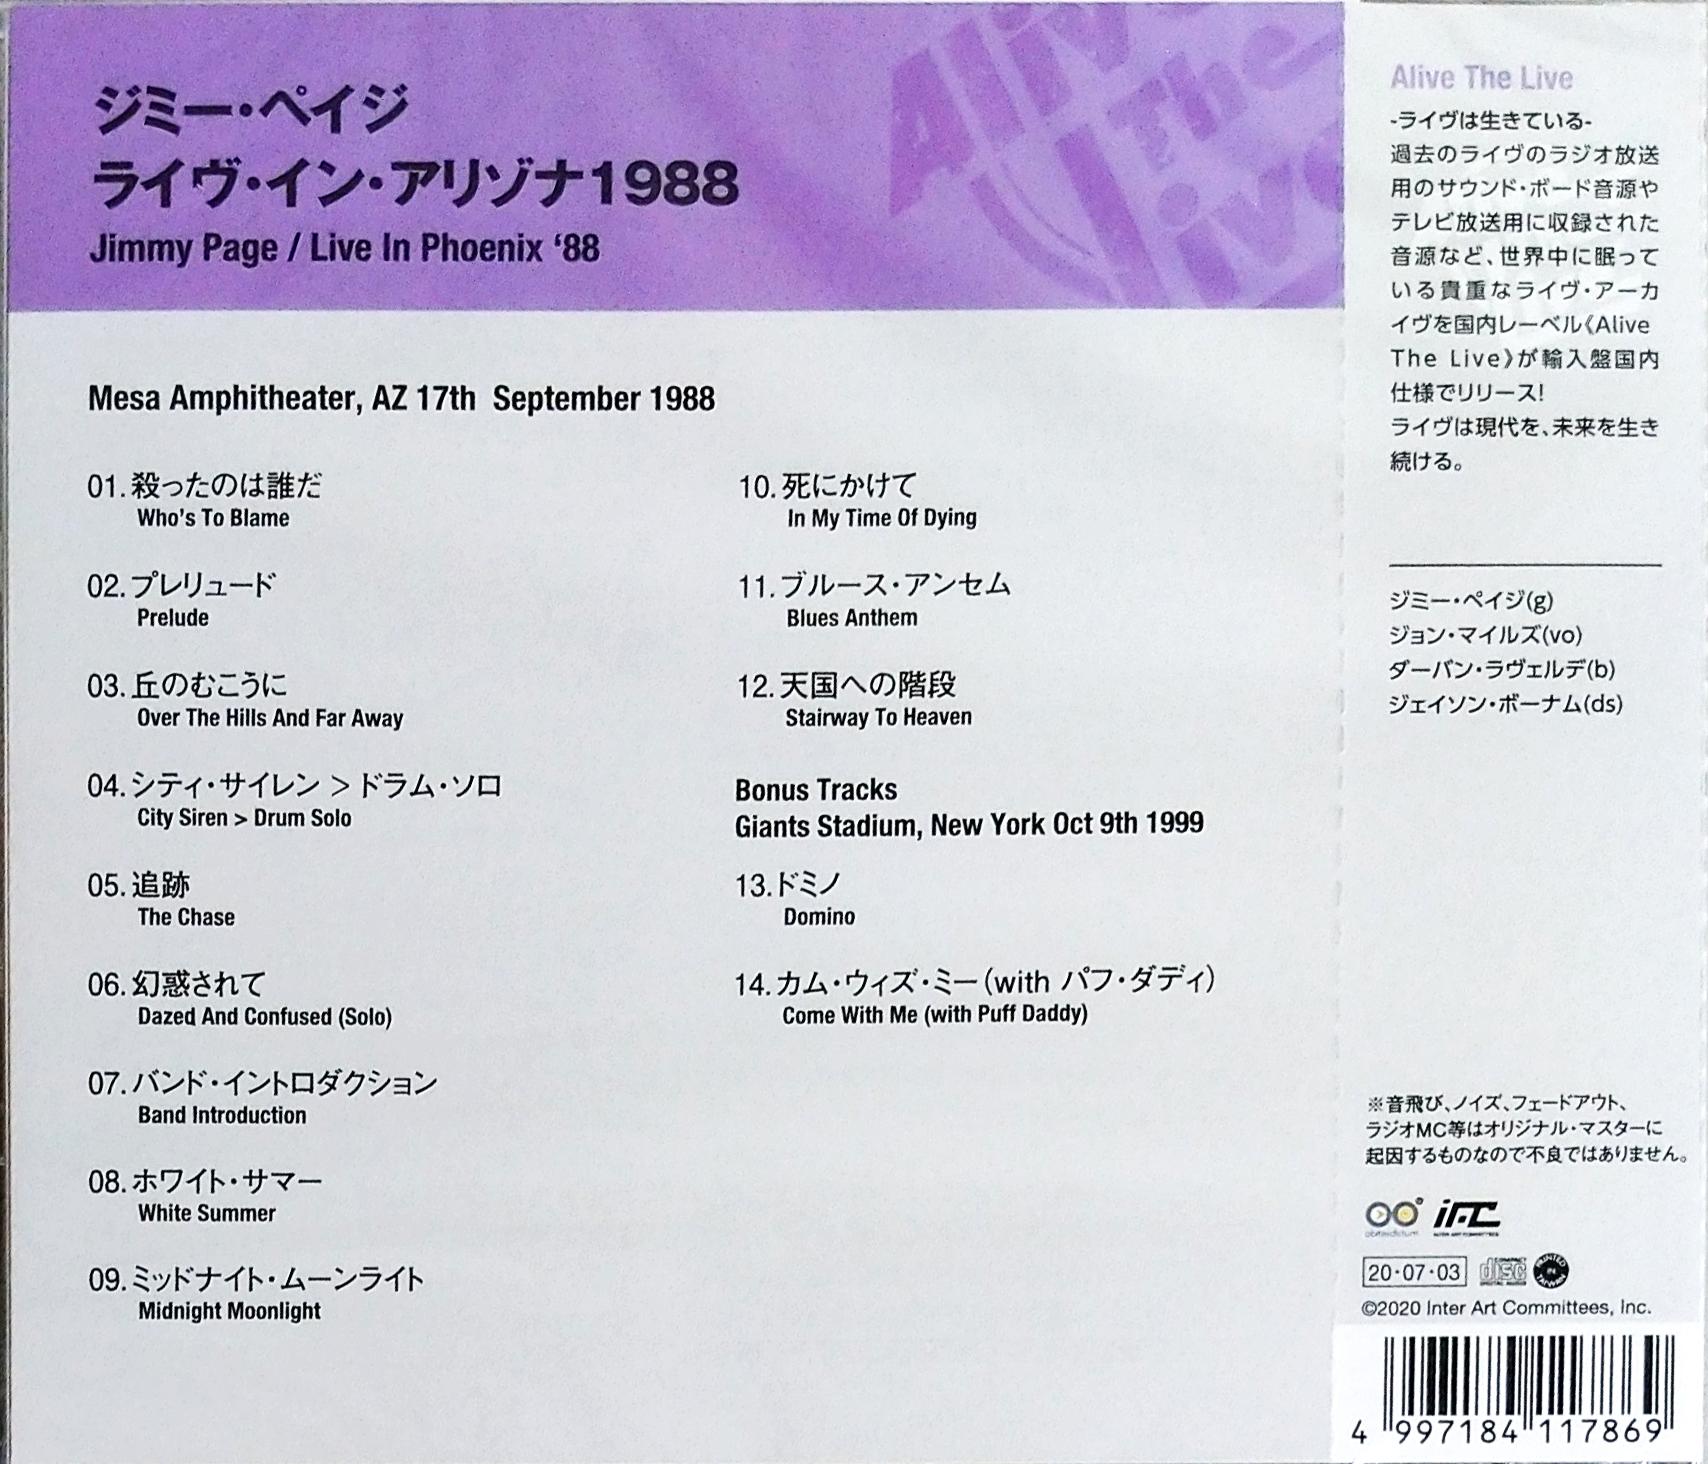 ジミー・ペイジ
ライヴ・イン・アリゾナ1988
Jimmy Page / Live In Phoenix ‘88
Alive The Live
Mesa Amphitheater, AZ 17th September 1988
01. 殺ったのは誰だ
Who's To Blame
02. プレリュード
Prelude
03. 丘のむこうに
Over The Hills And Far Away
04. シティ・サイレン > ドラム・ソロ
City Siren > Drum Solo
05. 追跡
The Chase
06. 幻惑されて
Dazed And Confused (Solo)
07. バンド・イントロダクション
Band Introduction
08. ホワイト・サマー
White Summer
09. ミッドナイト・ムーンライト
Midnight Moonlight
10. 死にかけて
In My Time Of Dying
11. ブルース・アンセム
Blues Anthem
12. 天国への階段
Stairway To Heaven
Bonus Tracks
Giants Stadium, New York Oct 9th 1999
13. ドミノ
Domino
14. カム・ウィズ・ミー(with パフ・ダディ)
Come With Me (with Puff Daddy)
Alive The Live
-ライヴは生きている-
過去のライヴのラジオ放送
用のサウンド・ボード音源や
テレビ放送用に収録された
音源など、世界中に眠って
いる貴重なライヴ・アーカ
イヴを国内レーベル《Alive
The Live》が輸入盤国内
仕様でリリース!
ライヴは現代を、未来を生き
続ける。
ジミー・ペイジ(g)
ジョン・マイルズ(vo)
ダーバン・ラヴェルデ(b)
ジェイソン・ボーナム(ds)
※音飛び、ノイズ、フェードアウト、
ラジオMC等はオリジナル・マスターに
起因するものなので不良ではありません。
IAC
INTER ART COMMITTEES
20・07・03
disc
PRINTED IN TAIWAN
©2020 Inter Art Committees, Inc.
4 997184 117869